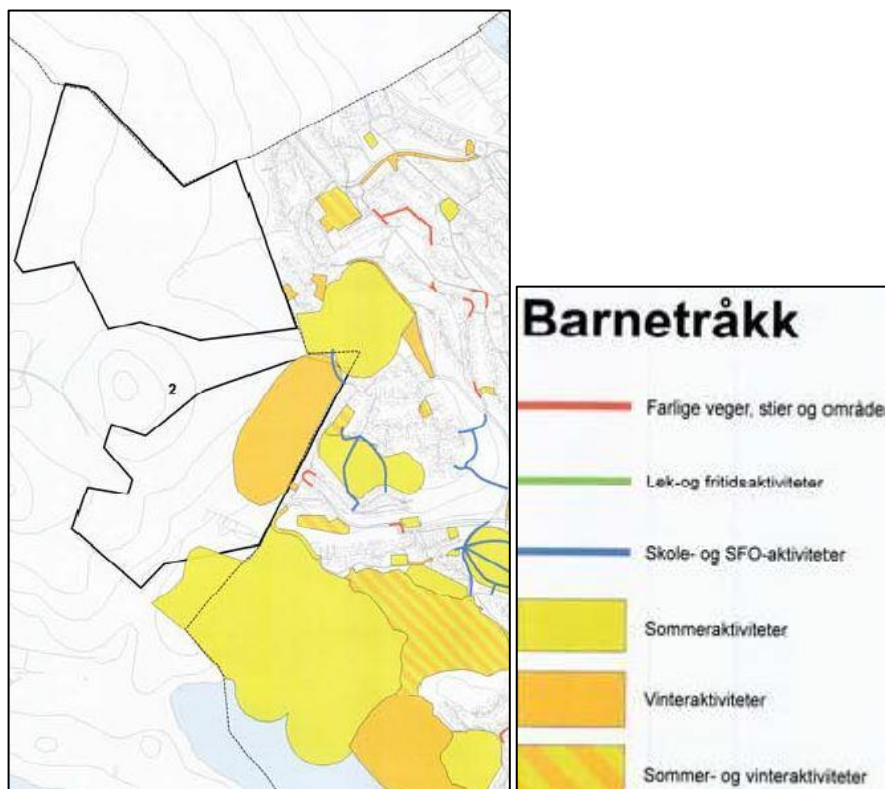 2
Barnetråkk
Farlige veger, stier og område
Lek-og fritidsaktiviteter
Skole- og SFO-aktiviteter
Sommeraktiviteter
Vinteraktiviteter
Sommer- og vinteraktiviteter